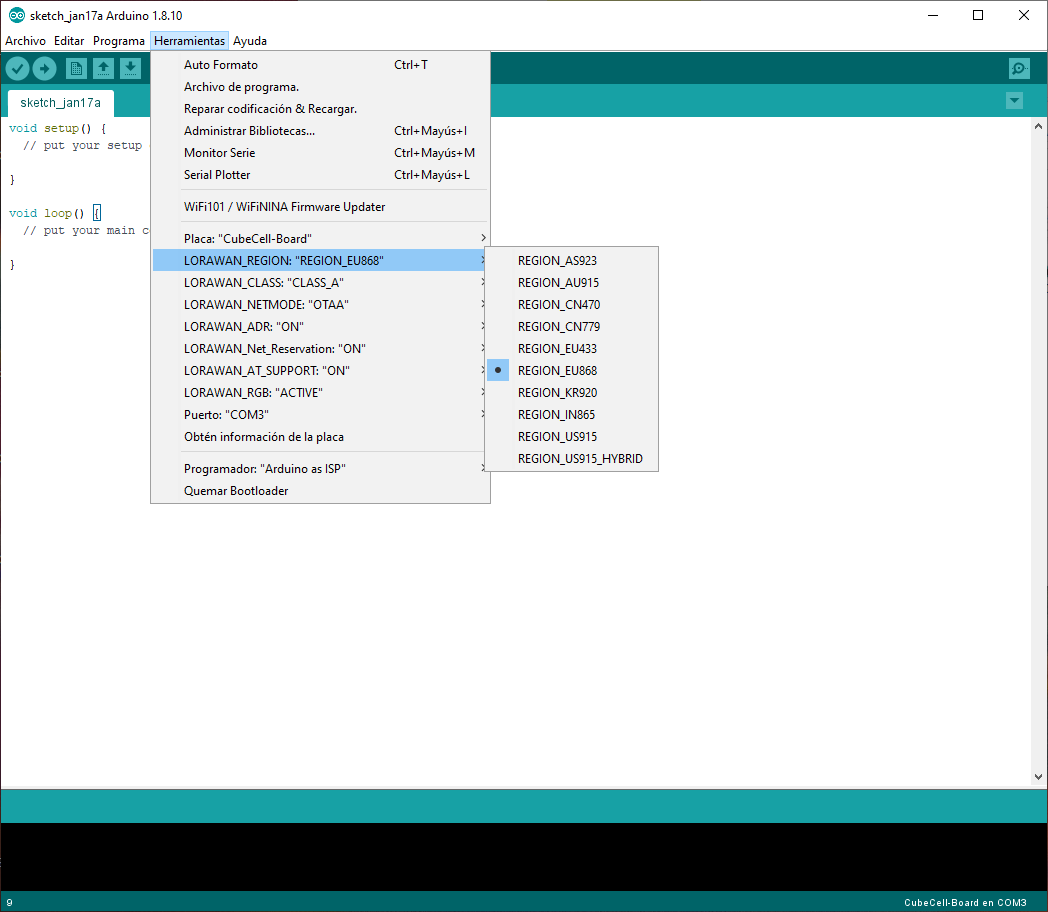 sketch_jan17a Arduino 1.8.10
Archivo Editar Programa Herramientas Ayuda
sketch_jan17a
void setup() {
// put your setup
}
void loop() {
// put your main c
}
Auto Formato Ctrl+T
Archivo de programa.
Reparar codificación & Recargar.
Administrar Bibliotecas... Ctrl+Mayús+I
Monitor Serie Ctrl+Mayús+M
Serial Plotter Ctrl+Mayús+L
WiFi101 / WiFiNINA Firmware Updater
Placa: "CubeCell-Board"
LORAWAN_REGION: "REGION_EU868"
LORAWAN_CLASS: "CLASS_A"
LORAWAN_NETMODE: "OTAA"
LORAWAN_ADR: "ON"
LORAWAN_Net_Reservation: "ON"
LORAWAN_AT_SUPPORT: "ON"
LORAWAN_RGB: "ACTIVE"
Puerto: "COM3"
Obtén información de la placa
Programador: "Arduino as ISP"
Quemar Bootloader
REGION_AS923
REGION_AU915
REGION_CN470
REGION_CN779
REGION_EU433
REGION_EU868
REGION_KR920
REGION_IN865
REGION_US915
REGION_US915_HYBRID
9 CubeCell-Board en COM3